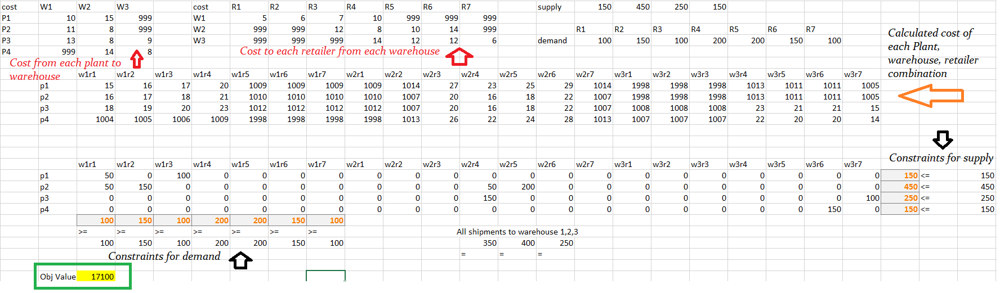 cost W1 W2 W3 cost R1 R2 R3 R4 R5 R6 R7 supply 150 450 250 150
P1 10 15 999 W1 5 6 7 10 999 999 999
P2 11 8 999 W2 999 999 12 8 10 14 999 R1 R2 R3 R4 R5 R6 R7
P3 13 8 9 W3 999 999 999 14 12 12 6 demand 100 150 100 200 200 150 100
P4 999 14 8
Cost from each plant to
warehouse
Cost to each retailer from each warehouse
Calculated cost of
each Plant,
warehouse, retailer
combination
w1r1 w1r2 w1r3 w1r4 w1r5 w1r6 w1r7 w2r1 w2r2 w2r3 w2r4 w2r5 w2r6 w2r7 w3r1 w3r2 w3r3 w3r4 w3r5 w3r6 w3r7
p1 15 16 17 20 1009 1009 1009 1009 1014 27 23 25 29 1014 1998 1998 1998 1013 1011 1011 1005
p2 16 17 18 21 1010 1010 1010 1010 1007 20 16 18 22 1007 1998 1998 1998 1013 1011 1011 1005
p3 18 19 20 23 1012 1012 1012 1012 1007 20 16 18 22 1007 1008 1008 1008 23 21 21 15
p4 1004 1005 1006 1009 1998 1998 1998 1998 1013 26 22 24 28 1013 1007 1007 1007 22 20 20 14
Constraints for supply
w1r1 w1r2 w1r3 w1r4 w1r5 w1r6 w1r7 w2r1 w2r2 w2r3 w2r4 w2r5 w2r6 w2r7 w3r1 w3r2 w3r3 w3r4 w3r5 w3r6 w3r7
p1 50 0 100 0 0 0 0 0 0 0 0 0 0 0 0 0 0 0 0 0 0 150 <= 150
p2 50 150 0 0 0 0 0 0 0 0 50 200 0 0 0 0 0 0 0 0 0 450 <= 450
p3 0 0 0 0 0 0 0 0 0 0 150 0 0 0 0 0 0 0 0 0 100 250 <= 250
p4 0 0 0 0 0 0 0 0 0 0 0 0 0 0 0 0 0 0 0 150 0 150 <= 150
100 150 100 200 200 150 100
>= >= >= >= >= >= >= All shipments to warehouse 1,2,3
100 150 100 200 200 150 100 350 400 250
Constraints for demand = = =
Obj Value 17100